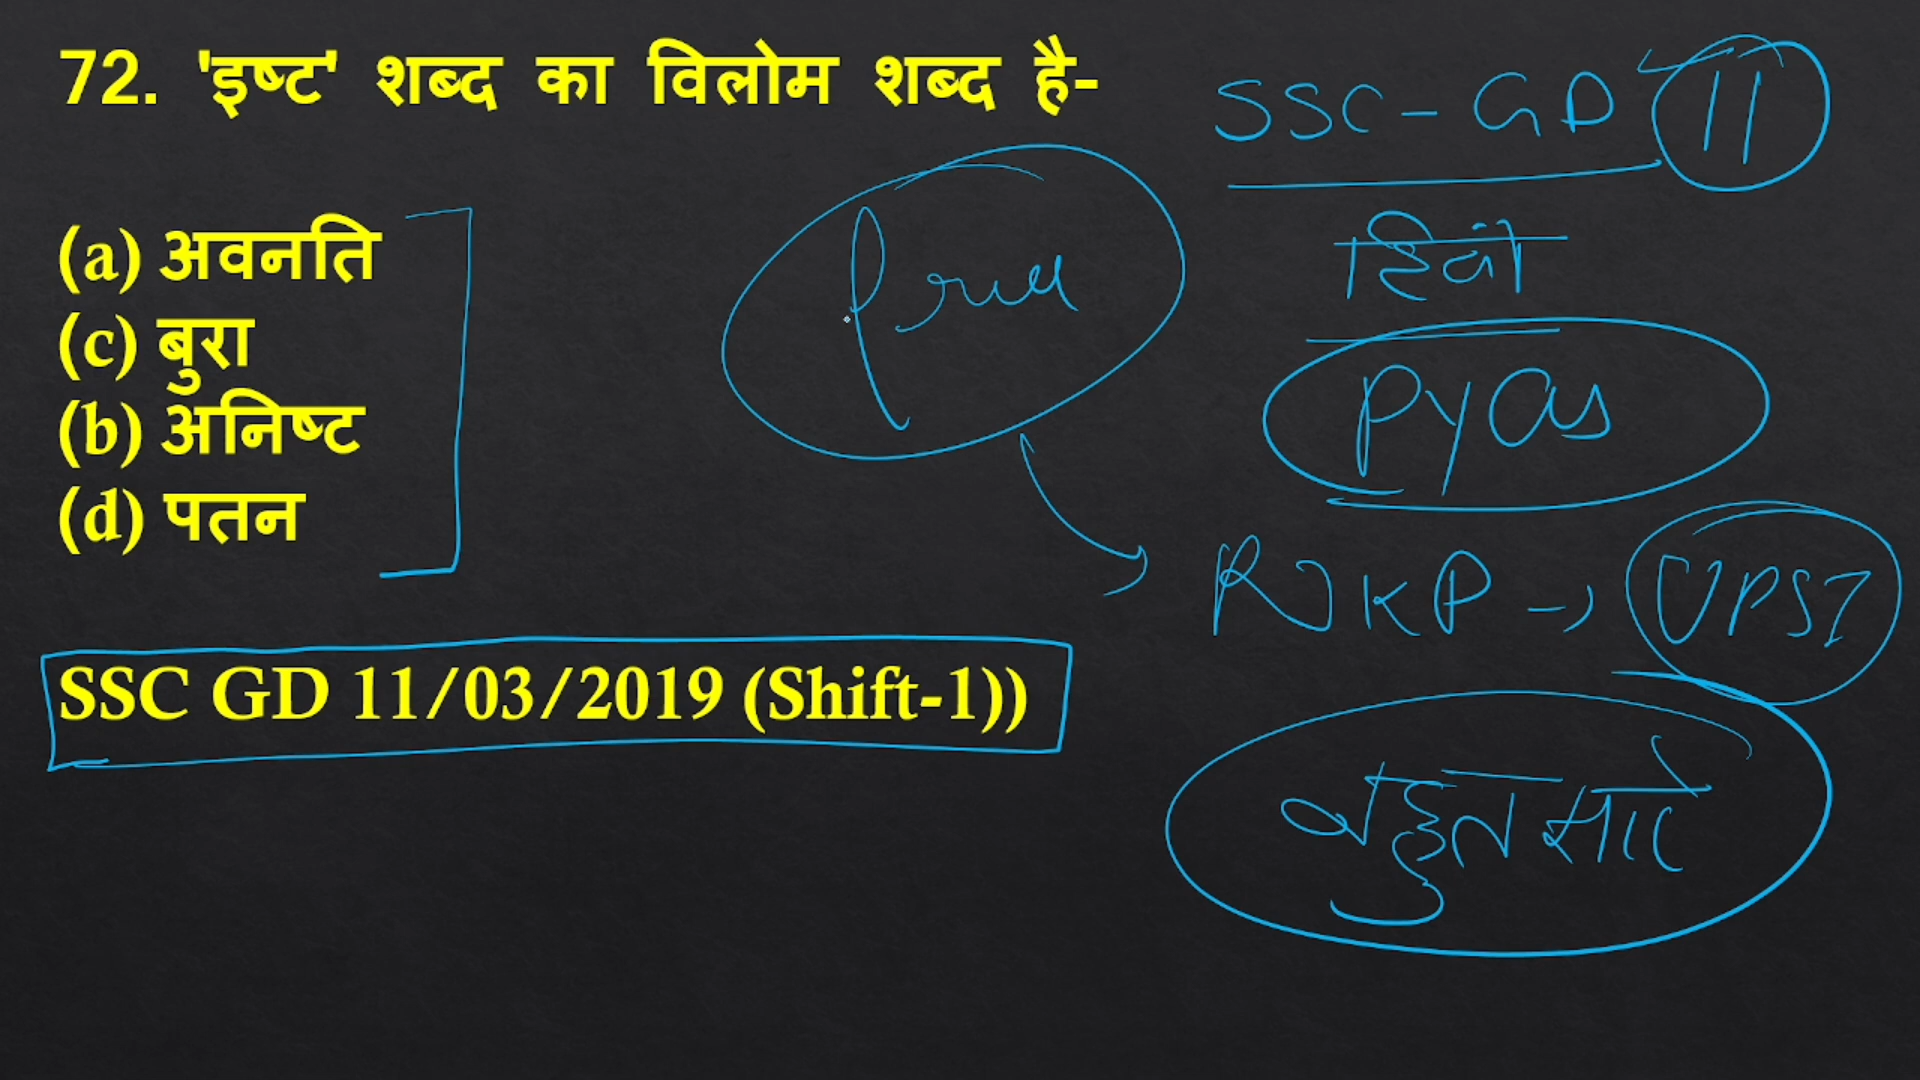 72. 'इष्ट' शब्द का विलोम शब्द है-
(a) अवनति
(c) बुरा
(b) अनिष्ट
(d) पतन
SSC GD 11/03/2019 (Shift-1))
SSC - GD 11
PYQs
RWKP → UPSI
बहुत सारे